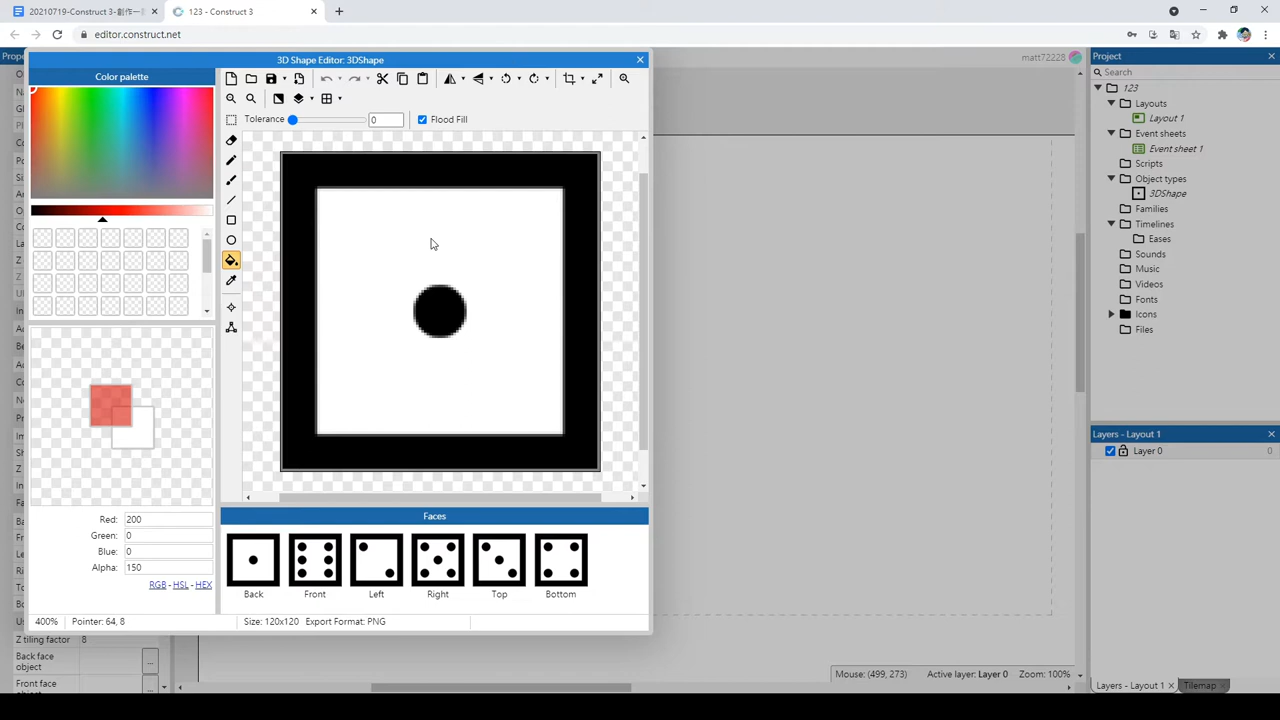 20210719-Construct 3-創作一
123 - Construct 3
editor.construct.net
3D Shape Editor: 3DShape
Color palette
Tolerance
0
Flood Fill
Red:
200
Green:
0
Blue:
0
Alpha:
150
RGB - HSL - HEX
Faces
Back
Front
Left
Right
Top
Bottom
400%
Pointer: 64, 8
Size: 120x120
Export Format: PNG
Z tiling factor
8
Back face
object
...
Front face
...
matt72228
Mouse: (499, 273)
Active layer: Layer 0
Zoom: 100%
Project
Search
123
Layouts
Layout 1
Event sheets
Event sheet 1
Scripts
Object types
3DShape
Families
Timelines
Eases
Sounds
Music
Videos
Fonts
Icons
Files
Layers - Layout 1
Layer 0
0
Layers - Layout 1
Tilemap